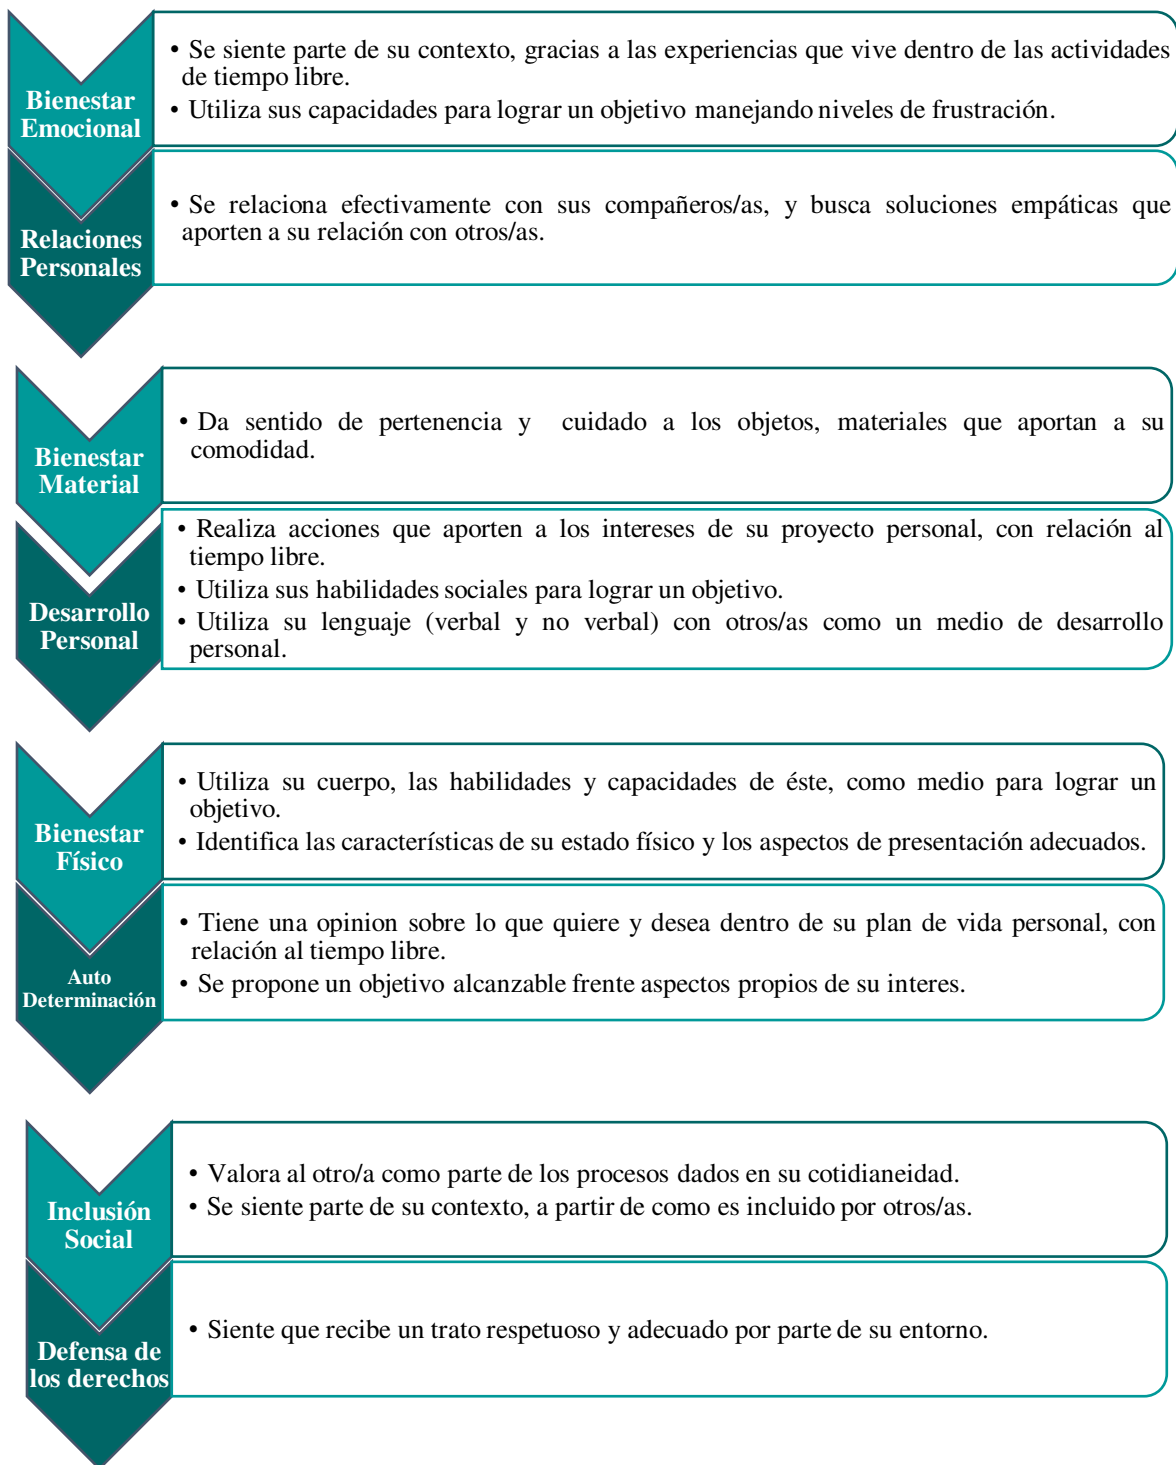 Bienestar
Emocional
• Se siente parte de su contexto, gracias a las experiencias que vive dentro de las actividades
de tiempo libre.
• Utiliza sus capacidades para lograr un objetivo manejando niveles de frustración.
Relaciones
Personales
• Se relaciona efectivamente con sus compañeros/as, y busca soluciones empáticas que
aporten a su relación con otros/as.
Bienestar
Material
• Da sentido de pertenencia y cuidado a los objetos, materiales que aportan a su
comodidad.
Desarrollo
Personal
• Realiza acciones que aporten a los intereses de su proyecto personal, con relación al
tiempo libre.
• Utiliza sus habilidades sociales para lograr un objetivo.
• Utiliza su lenguaje (verbal y no verbal) con otros/as como un medio de desarrollo
personal.
Bienestar
Físico
• Utiliza su cuerpo, las habilidades y capacidades de éste, como medio para lograr un
objetivo.
• Identifica las características de su estado físico y los aspectos de presentación adecuados.
Auto
Determinación
• Tiene una opinion sobre lo que quiere y desea dentro de su plan de vida personal, con
relación al tiempo libre.
• Se propone un objetivo alcanzable frente aspectos propios de su interes.
Inclusión
Social
• Valora al otro/a como parte de los procesos dados en su cotidianeidad.
• Se siente parte de su contexto, a partir de como es incluido por otros/as.
Defensa de
los derechos
• Siente que recibe un trato respetuoso y adecuado por parte de su entorno.